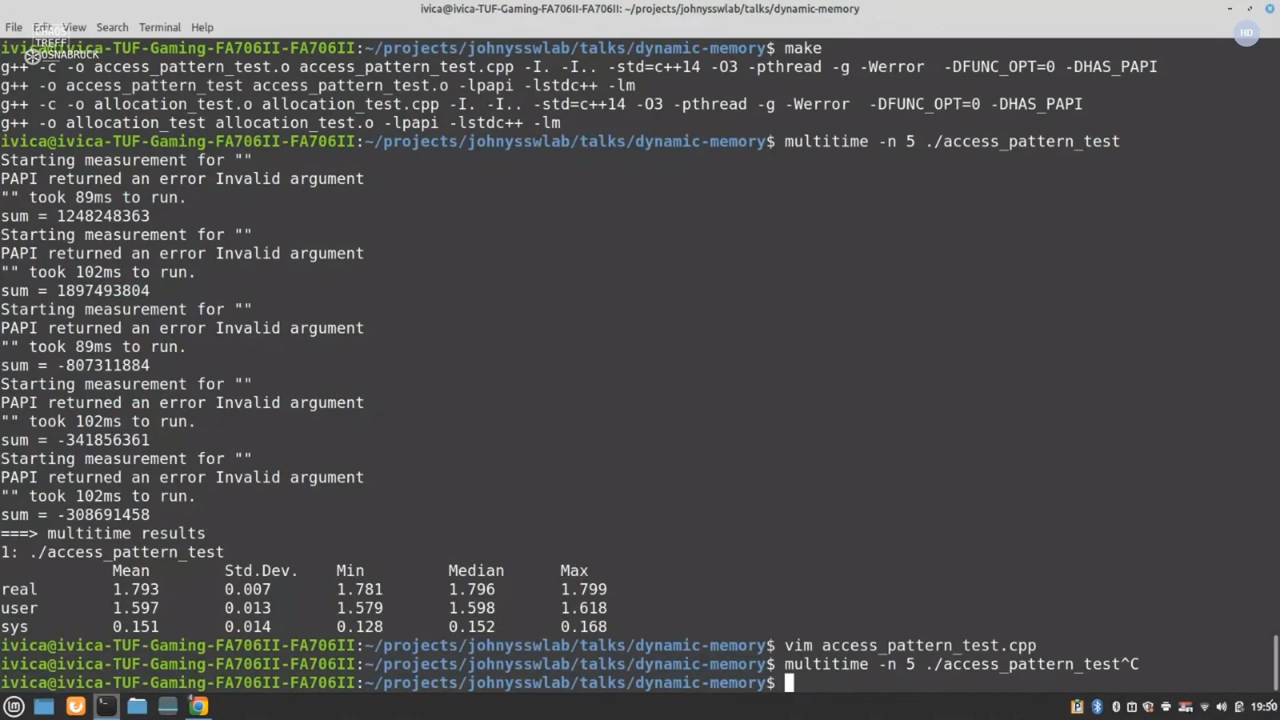 ivica@ivica-TUF-Gaming-FA706II-FA706II: ~/projects/johnysswlab/talks/dynamic-memory
File Edit View Search Terminal Help
TREFF
OSNABRÜCK
HD
ivica@ivica-TUF-Gaming-FA706II-FA706II:~/projects/johnysswlab/talks/dynamic-memory$ make
g++ -c -o access_pattern_test.o access_pattern_test.cpp -I. -I.. -std=c++14 -O3 -pthread -g -Werror  -DFUNC_OPT=0 -DHAS_PAPI
g++ -o access_pattern_test access_pattern_test.o -lpapi -lstdc++ -lm
g++ -c -o allocation_test.o allocation_test.cpp -I. -I.. -std=c++14 -O3 -pthread -g -Werror  -DFUNC_OPT=0 -DHAS_PAPI
g++ -o allocation_test allocation_test.o -lpapi -lstdc++ -lm
ivica@ivica-TUF-Gaming-FA706II-FA706II:~/projects/johnysswlab/talks/dynamic-memory$ multitime -n 5 ./access_pattern_test
Starting measurement for ""
PAPI returned an error Invalid argument
"" took 89ms to run.
sum = 1248248363
Starting measurement for ""
PAPI returned an error Invalid argument
"" took 102ms to run.
sum = 1897493804
Starting measurement for ""
PAPI returned an error Invalid argument
"" took 89ms to run.
sum = -807311884
Starting measurement for ""
PAPI returned an error Invalid argument
"" took 102ms to run.
sum = -341856361
Starting measurement for ""
PAPI returned an error Invalid argument
"" took 102ms to run.
sum = -308691458
===> multitime results
1: ./access_pattern_test
Mean Std.Dev. Min Median Max
real 1.793 0.007 1.781 1.796 1.799
user 1.597 0.013 1.579 1.598 1.618
sys 0.151 0.014 0.128 0.152 0.168
ivica@ivica-TUF-Gaming-FA706II-FA706II:~/projects/johnysswlab/talks/dynamic-memory$ vim access_pattern_test.cpp
ivica@ivica-TUF-Gaming-FA706II-FA706II:~/projects/johnysswlab/talks/dynamic-memory$ multitime -n 5 ./access_pattern_test^C
ivica@ivica-TUF-Gaming-FA706II-FA706II:~/projects/johnysswlab/talks/dynamic-memory$
19:50